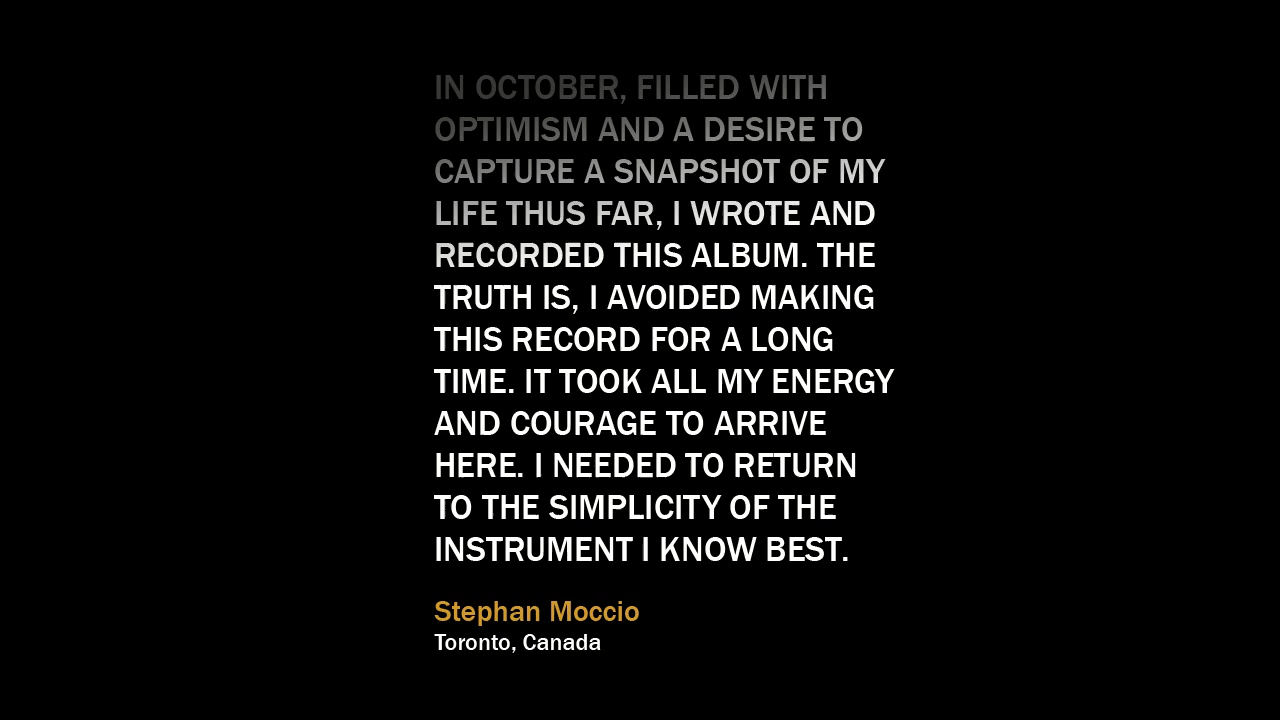 IN OCTOBER, FILLED WITH
OPTIMISM AND A DESIRE TO
CAPTURE A SNAPSHOT OF MY
LIFE THUS FAR, I WROTE AND
RECORDED THIS ALBUM. THE
TRUTH IS, I AVOIDED MAKING
THIS RECORD FOR A LONG
TIME. IT TOOK ALL MY ENERGY
AND COURAGE TO ARRIVE
HERE. I NEEDED TO RETURN
TO THE SIMPLICITY OF THE
INSTRUMENT I KNOW BEST.
Stephan Moccio
Toronto, Canada